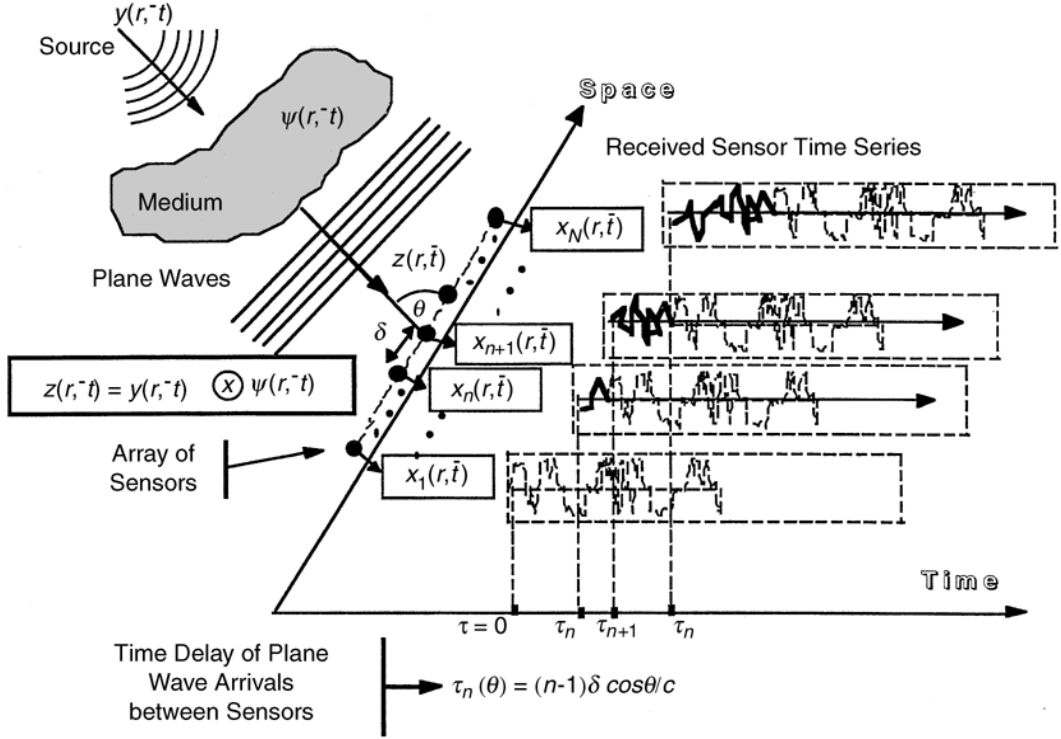 y(r,⁻t)
Source
Space
ψ(r,⁻t)
Received Sensor Time Series
Medium
x_N(r,t̄)
z(r,t̄)
Plane Waves
θ
δ
x_{n+1}(r,t̄)
z(r,⁻t) = y(r,⁻t) ⓧ ψ(r,⁻t)
x_n(r,t̄)
Array of
Sensors
x_1(r,t̄)
Time
τ = 0
τ_n
τ_{n+1}
τ_n
Time Delay of Plane
Wave Arrivals
between Sensors
τ_n (θ) = (n-1)δ cosθ/c